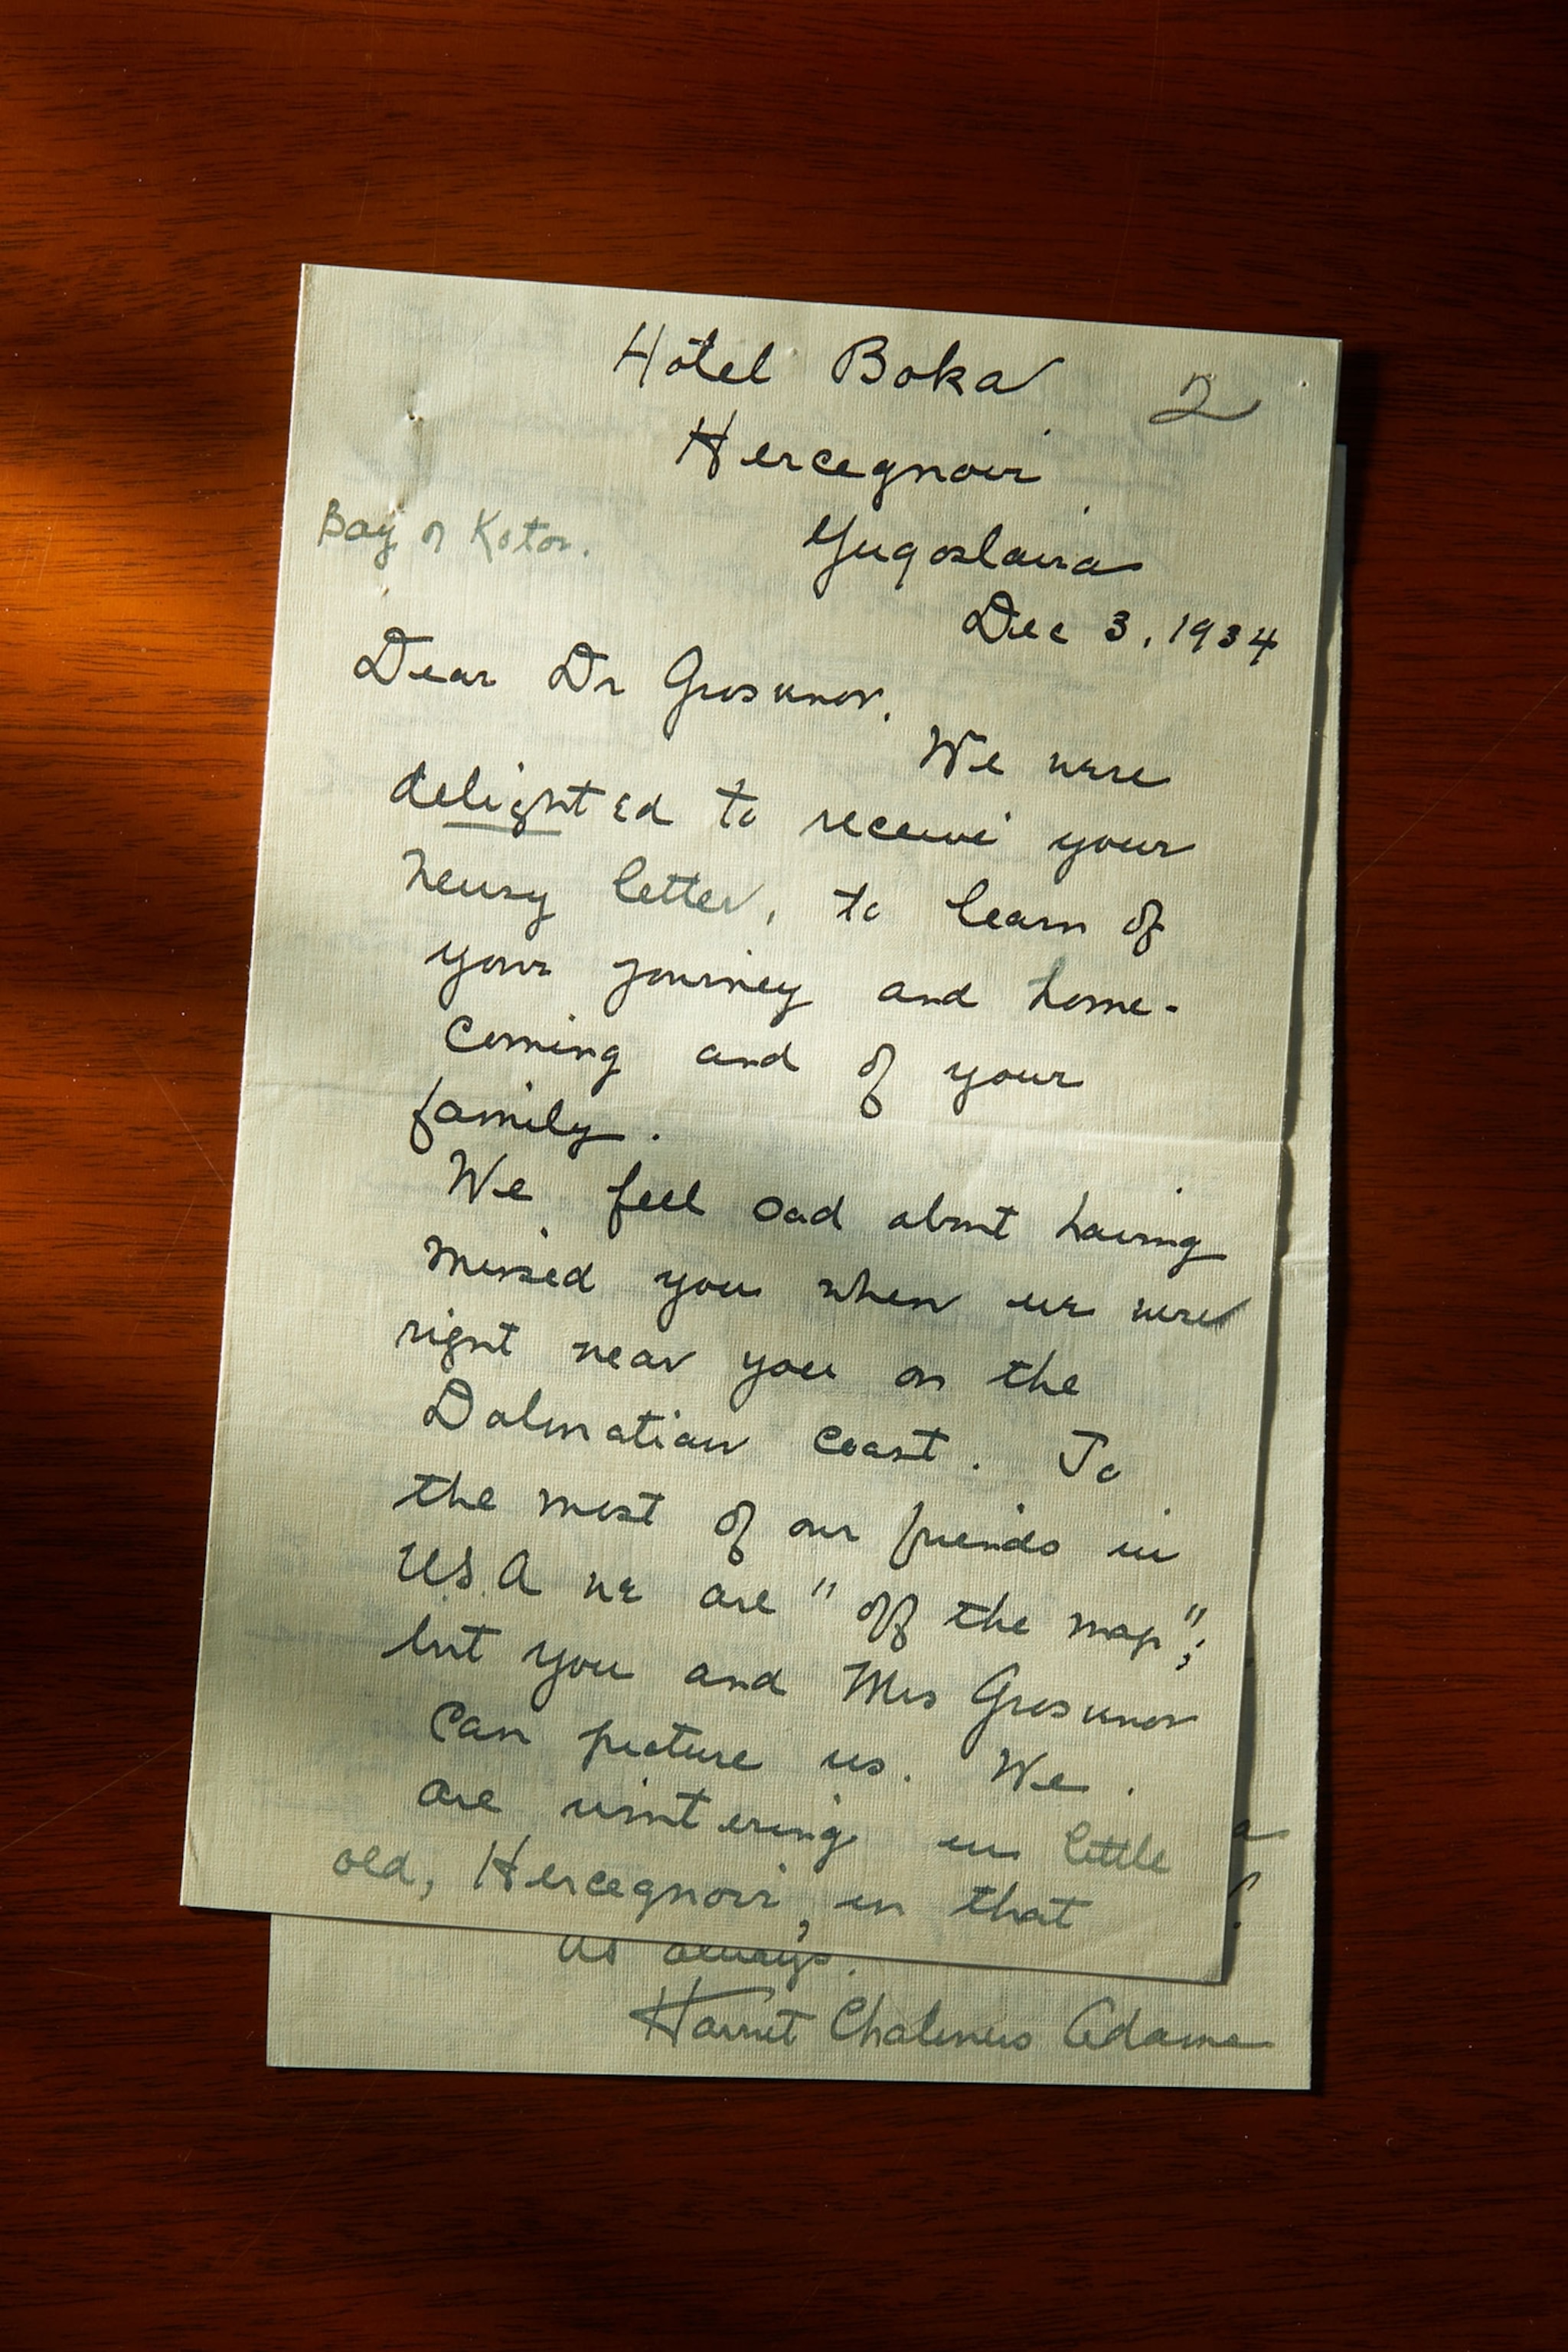 Hotel Boka 2
Hercegnovi
Bay of Kotor.
Yugoslavia
Dec 3, 1934
Dear Dr Grosvenor.
We were
delighted to receive your
newsy letter, to learn of
your journey and home-
coming and of your
family.
We feel sad about having
missed you when we were
right near you on the
Dalmatian coast. To
the most of our friends in
U.S.A we are "off the map";
but you and Mrs Grosvenor
can picture us. We
are wintering in little
old, Hercegnovi, in that
As always.
Harriet Chalmers Adams